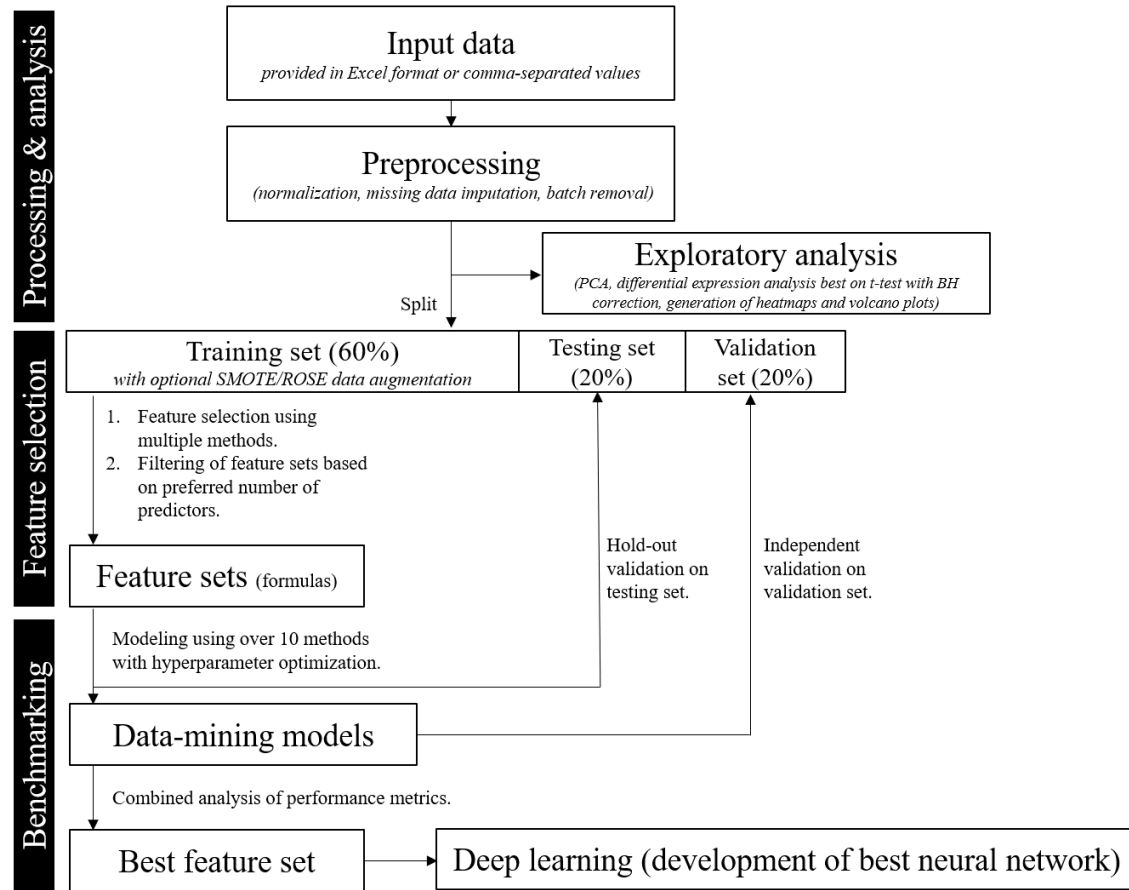 Processing & analysis
Input data
provided in Excel format or comma-separated values
Preprocessing
(normalization, missing data imputation, batch removal)
Exploratory analysis
(PCA, differential expression analysis best on t-test with BH
correction, generation of heatmaps and volcano plots)
Split
Feature selection
Training set (60%)
with optional SMOTE/ROSE data augmentation
Testing set
(20%)
Validation
set (20%)
1. Feature selection using
multiple methods.
2. Filtering of feature sets based
on preferred number of
predictors.
Hold-out
validation on
testing set.
Independent
validation on
validation set.
Feature sets (formulas)
Benchmarking
Modeling using over 10 methods
with hyperparameter optimization.
Data-mining models
Combined analysis of performance metrics.
Best feature set
Deep learning (development of best neural network)